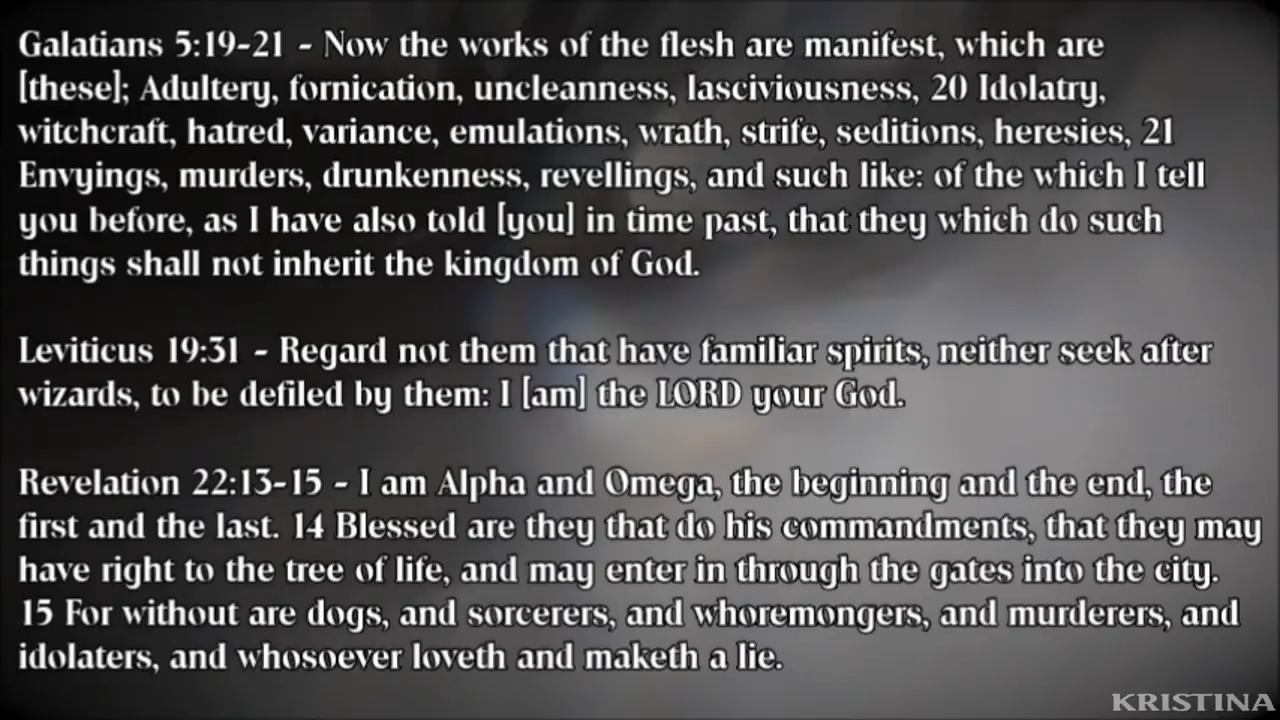 Galatians 5:19-21 - Now the works of the flesh are manifest, which are
[these]; Adultery, fornication, uncleanness, lasciviousness, 20 Idolatry,
witchcraft, hatred, variance, emulations, wrath, strife, seditions, heresies, 21
Envyings, murders, drunkenness, revellings, and such like: of the which I tell
you before, as I have also told [you] in time past, that they which do such
things shall not inherit the kingdom of God.
Leviticus 19:31 - Regard not them that have familiar spirits, neither seek after
wizards, to be defiled by them: I [am] the LORD your God.
Revelation 22:13-15 - I am Alpha and Omega, the beginning and the end, the
first and the last. 14 Blessed are they that do his commandments, that they may
have right to the tree of life, and may enter in through the gates into the city.
15 For without are dogs, and sorcerers, and whoremongers, and murderers, and
idolaters, and whosoever loveth and maketh a lie.
KRISTINA